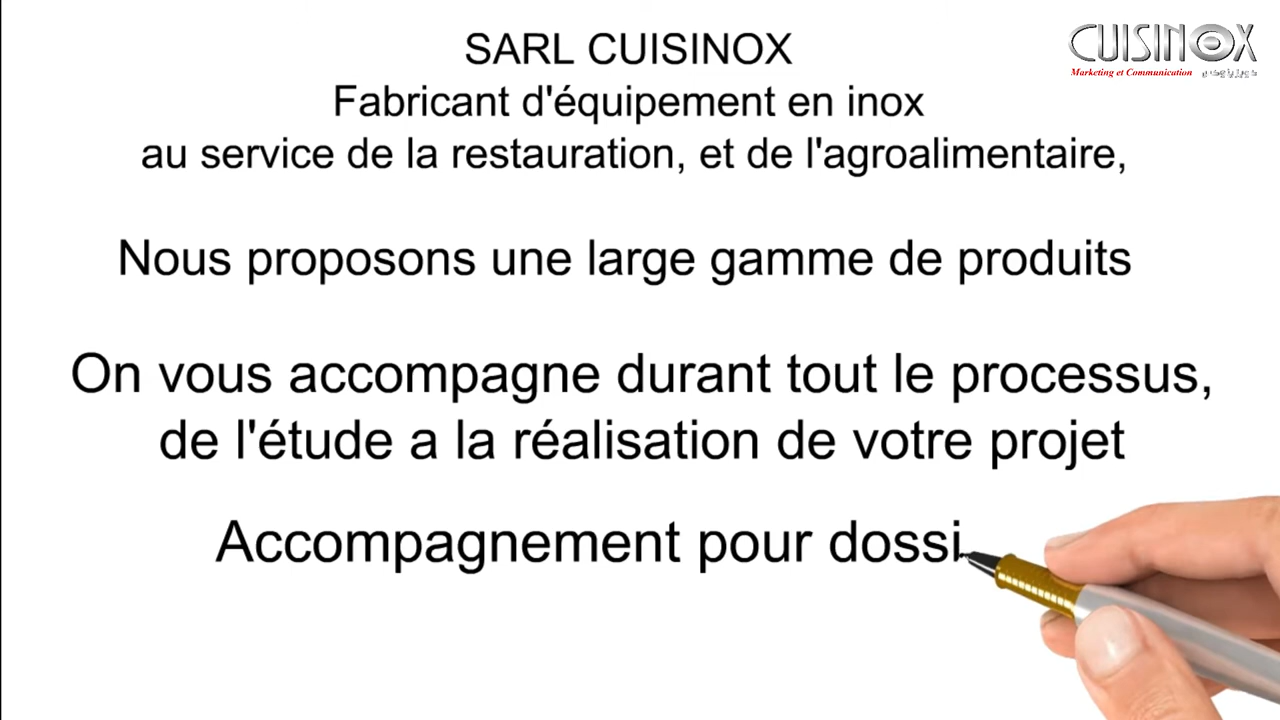 SARL CUISINOX
Fabricant d'équipement en inox
au service de la restauration, et de l'agroalimentaire,
Nous proposons une large gamme de produits
On vous accompagne durant tout le processus,
de l'étude a la réalisation de votre projet
Accompagnement pour dossi
CUISINOX
Marketing et Communication